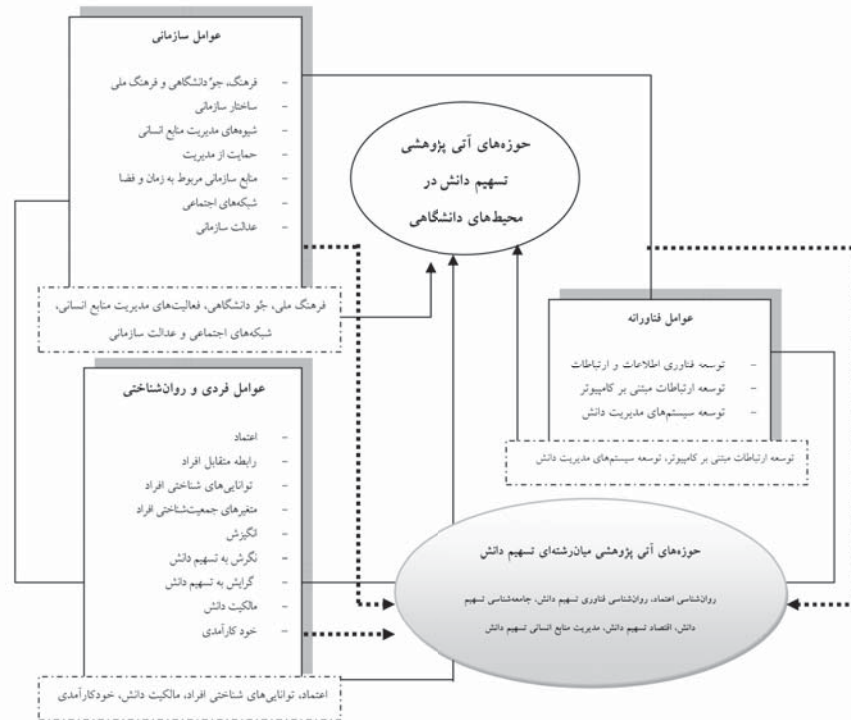 عوامل سازمانی
- فرهنگ، جوّ دانشگاهی و فرهنگ ملی
- ساختار سازمانی
- شیوه‌های مدیریت منابع انسانی
- حمایت از مدیریت
- منابع سازمانی مربوط به زمان و فضا
- شبکه‌های اجتماعی
- عدالت سازمانی
فرهنگ ملی، جّو دانشگاهی، فعالیت‌های مدیریت منابع انسانی،
شبکه‌های اجتماعی و عدالت سازمانی
حوزه‌های آتی پژوهشی
تسهیم دانش در
محیط‌های دانشگاهی
عوامل فناورانه
- توسعه فناوری اطلاعات و ارتباطات
- توسعه ارتباطات مبتنی بر کامپیوتر
- توسعه سیستم‌های مدیریت دانش
توسعه ارتباطات مبتنی بر کامپیوتر، توسعه سیستم‌های مدیریت دانش
عوامل فردی و روان‌شناختی
- اعتماد
- رابطه متقابل افراد
- توانایی‌های شناختی افراد
- متغیرهای جمعیت‌شناختی افراد
- انگیزش
- نگرش به تسهیم دانش
- گرایش به تسهیم دانش
- مالکیت دانش
- خود کارآمدی
اعتماد، توانایی‌های شناختی افراد، مالکیت دانش، خودکارآمدی
حوزه‌های آتی پژوهشی میان‌رشته‌ای تسهیم دانش
روان‌شناسی اعتماد، روان‌شناسی فناوری تسهیم دانش، جامعه‌شناسی تسهیم
دانش، اقتصاد تسهیم دانش، مدیریت منابع انسانی تسهیم دانش